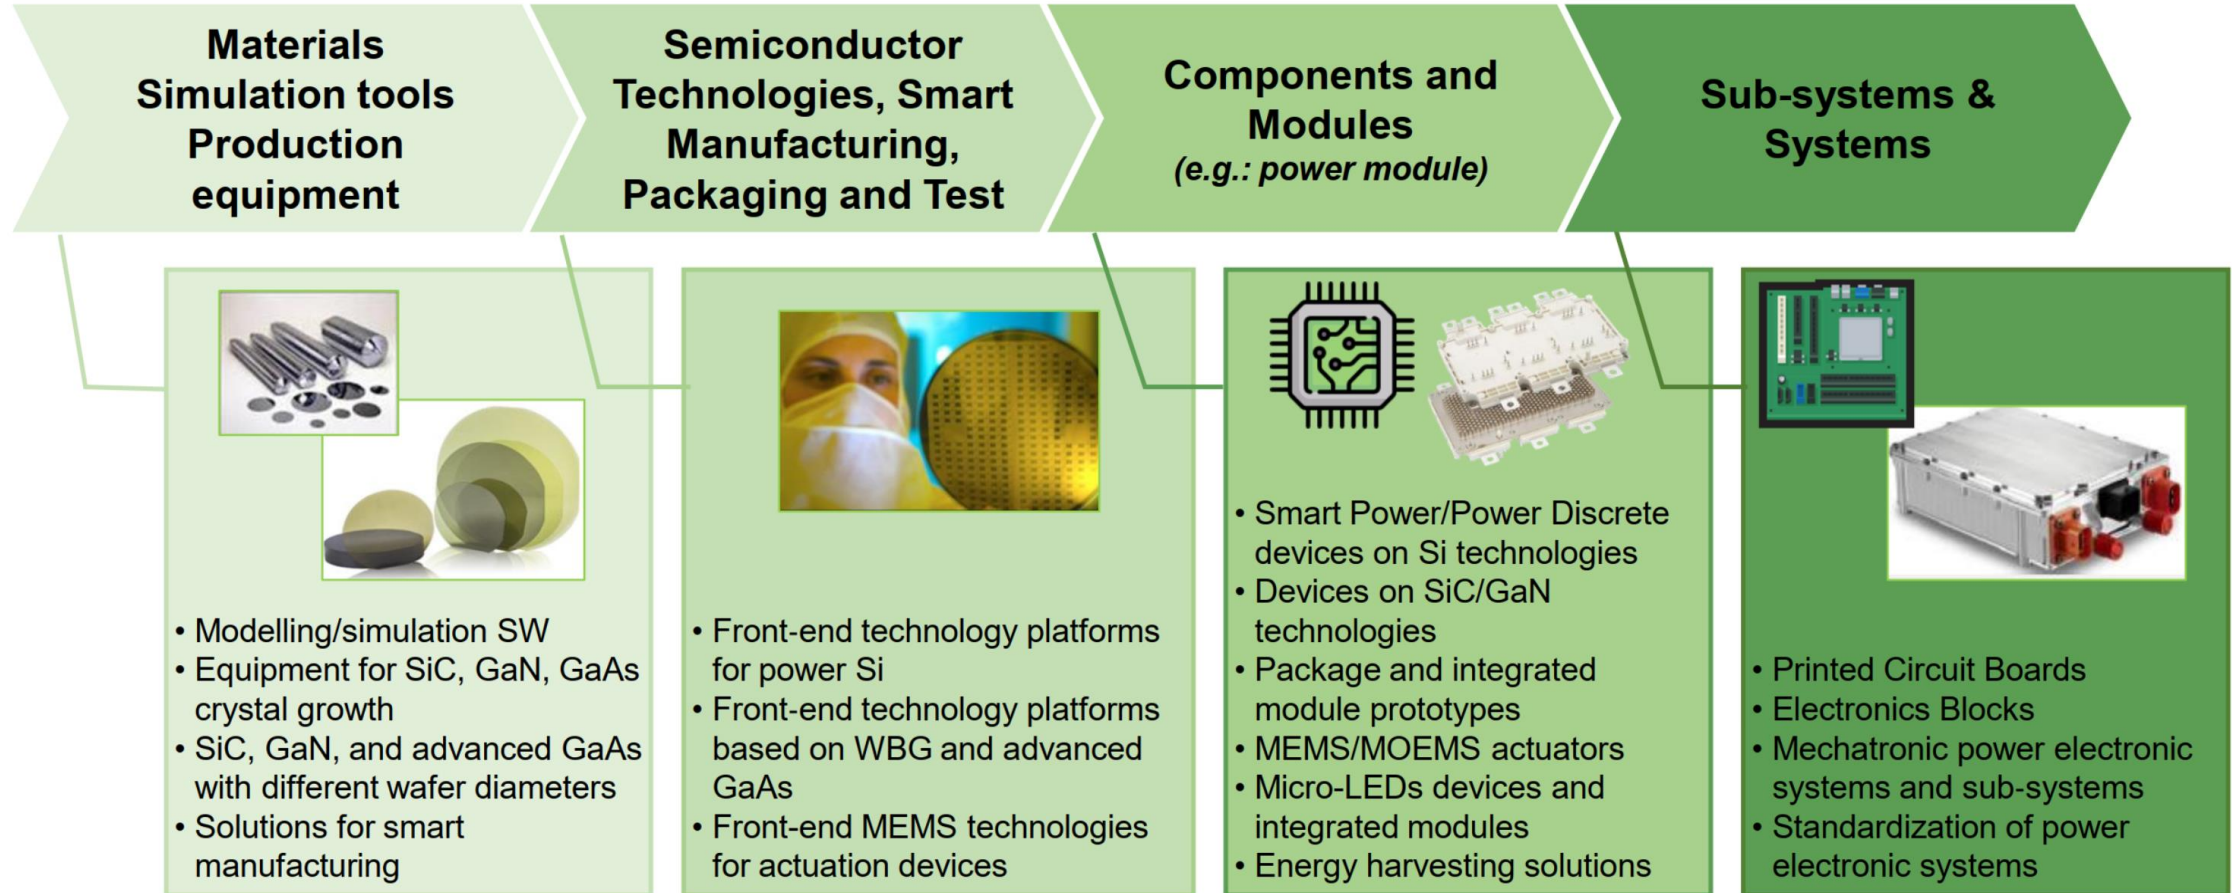 Materials
Simulation tools
Production
equipment
Semiconductor
Technologies, Smart
Manufacturing,
Packaging and Test
Components and
Modules
(e.g.: power module)
Sub-systems &
Systems
• Modelling/simulation SW
• Equipment for SiC, GaN, GaAs
crystal growth
• SiC, GaN, and advanced GaAs
with different wafer diameters
• Solutions for smart
manufacturing
• Front-end technology platforms
for power Si
• Front-end technology platforms
based on WBG and advanced
GaAs
• Front-end MEMS technologies
for actuation devices
• Smart Power/Power Discrete
devices on Si technologies
• Devices on SiC/GaN
technologies
• Package and integrated
module prototypes
• MEMS/MOEMS actuators
• Micro-LEDs devices and
integrated modules
• Energy harvesting solutions
• Printed Circuit Boards
• Electronics Blocks
• Mechatronic power electronic
systems and sub-systems
• Standardization of power
electronic systems